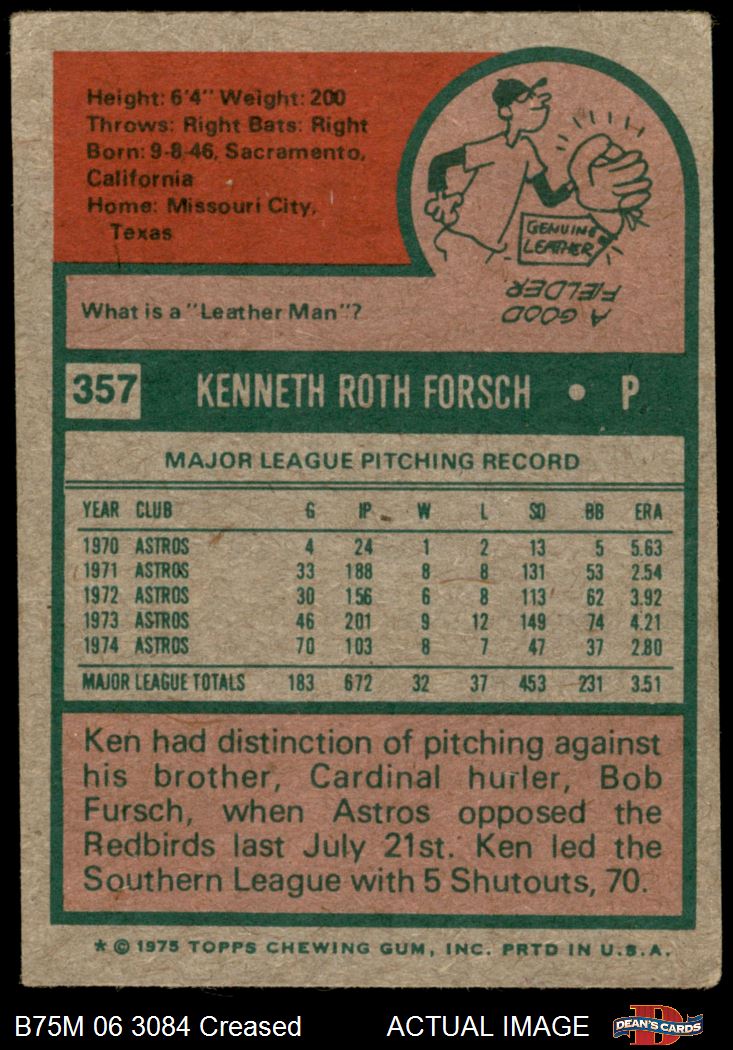 Height: 6'4" Weight: 200
Throws: Right Bats: Right
Born: 9-8-46, Sacramento,
California
Home: Missouri City,
Texas
GENUINE
LEATHER
What is a "Leather Man"?
A GOOD
FIELDER
357 KENNETH ROTH FORSCH • P
MAJOR LEAGUE PITCHING RECORD
YEAR CLUB G IP W L SO BB ERA
1970 ASTROS 4 24 1 2 13 5 5.63
1971 ASTROS 33 188 8 8 131 53 2.54
1972 ASTROS 30 156 6 8 113 62 3.92
1973 ASTROS 46 201 9 12 149 74 4.21
1974 ASTROS 70 103 8 7 47 37 2.80
MAJOR LEAGUE TOTALS 183 672 32 37 453 231 3.51
Ken had distinction of pitching against
his brother, Cardinal hurler, Bob
Fursch, when Astros opposed the
Redbirds last July 21st. Ken led the
Southern League with 5 Shutouts, 70.
* © 1975 TOPPS CHEWING GUM, INC. PRTD IN U.S.A.
B75M 06 3084 Creased ACTUAL IMAGE DEAN'S CARDS